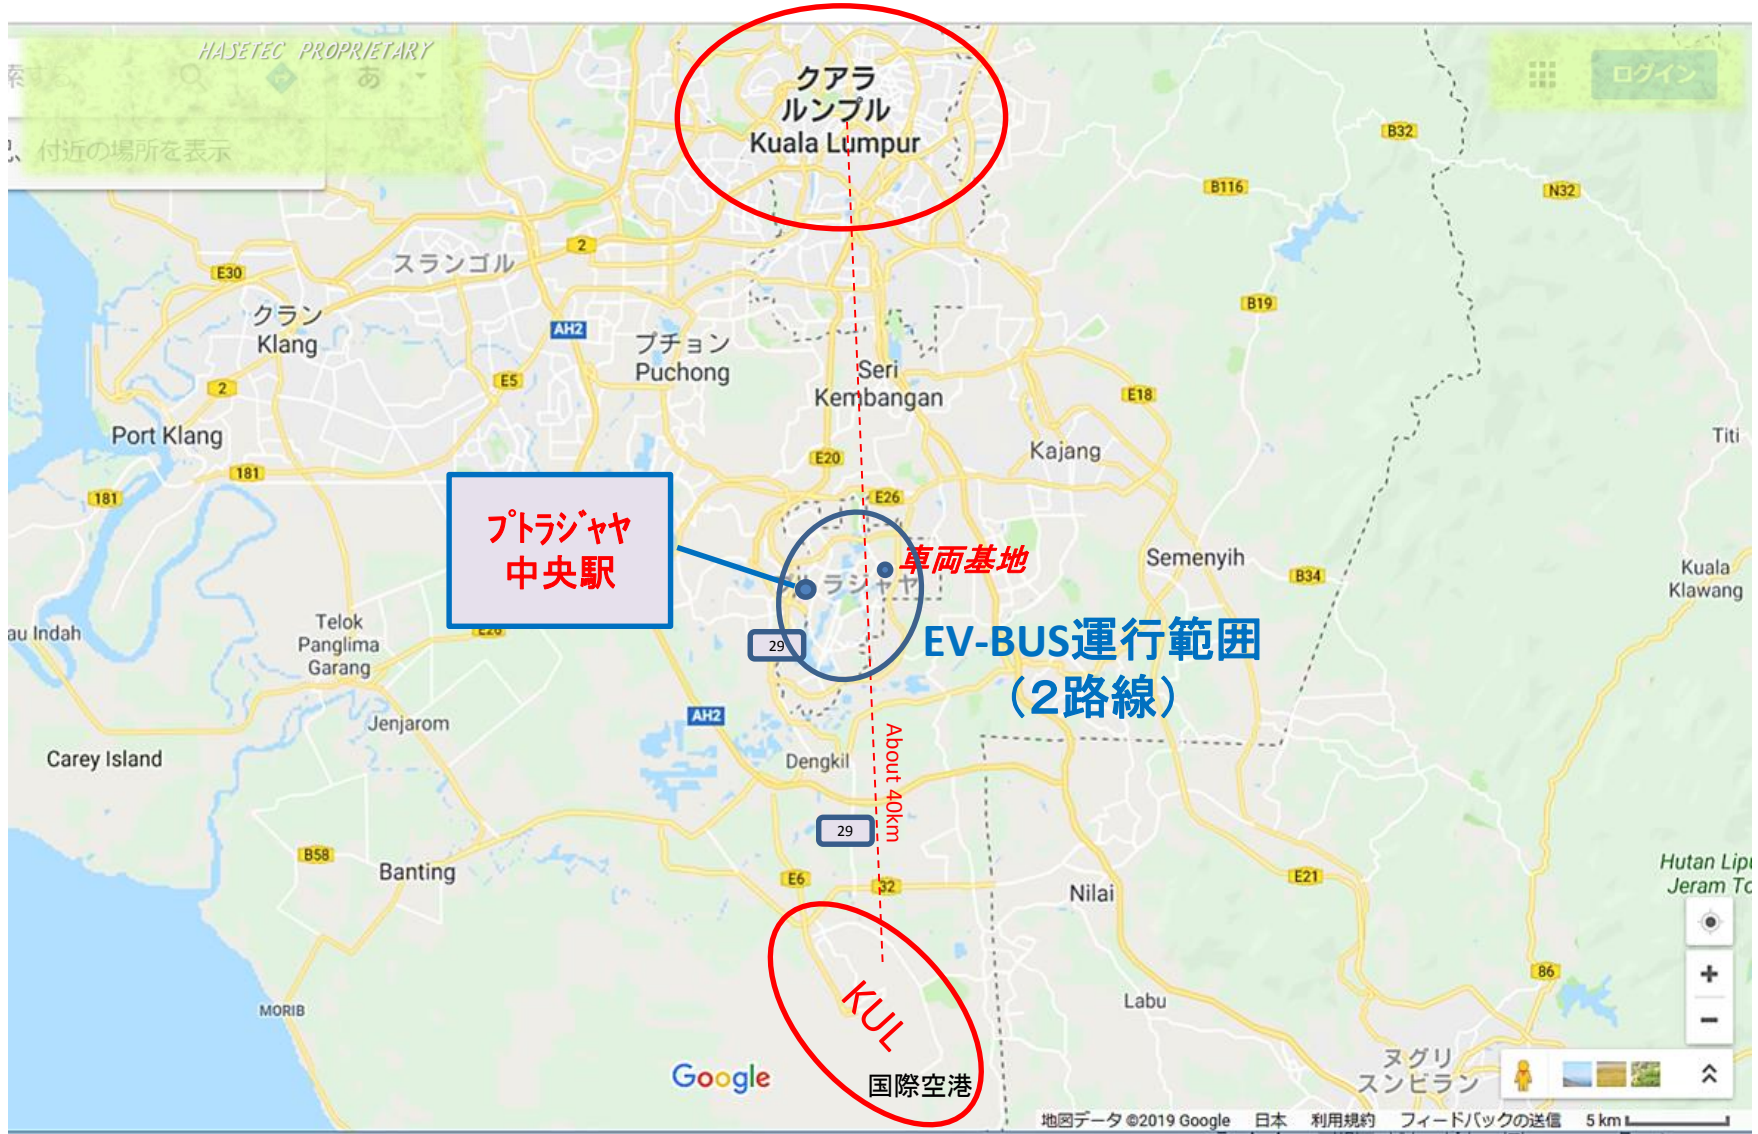 HASETEC PROPRIETARY
あ
ログイン
付近の場所を表示
クアラ
ルンプル
Kuala Lumpur
B32
B116
N32
2
スランゴル
E30
B19
クラン
Klang
AH2
プチョン
Puchong
Seri
Kembangan
2
E5
E18
Port Klang
Titi
Kajang
E20
181
181
E26
プトラジャヤ
中央駅
車両基地
Semenyih
B34
Kuala
Klawang
ラジャヤ
Telok
Panglima
Garang
au Indah
29
EV-BUS運行範囲
（２路線）
AH2
Jenjarom
Carey Island
Dengkil
About 40km
29
B58
Banting
E6
32
Nilai
E21
Hutan Lipu
Jeram To
86
KUL
Labu
MORIB
ヌグリ
スンビラン
Google
国際空港
地図データ ©2019 Google 日本 利用規約 フィードバックの送信 5 km